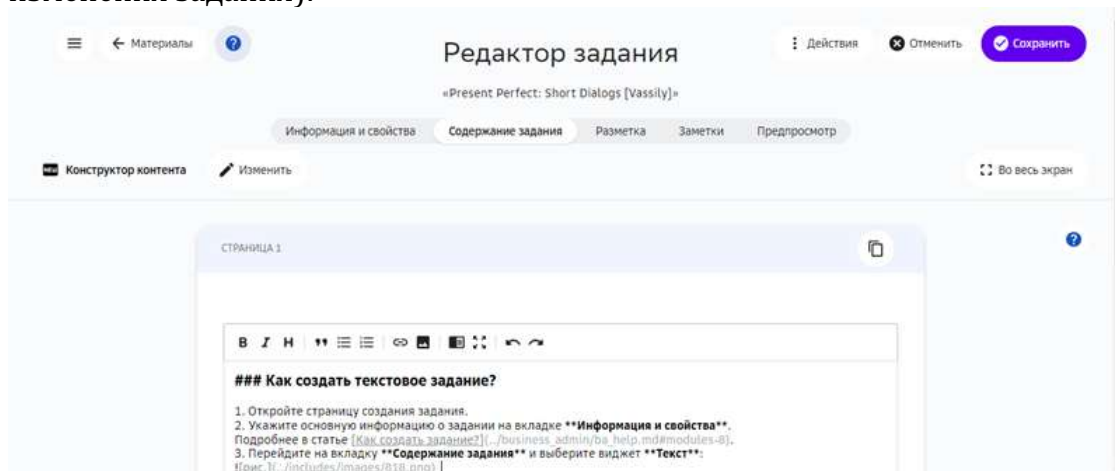 ← Материалы
?
Редактор задания
Действия
Отменить
Сохранить
«Present Perfect: Short Dialogs [Vassily]»
Информация и свойства
Содержание задания
Разметка
Заметки
Предпросмотр
Конструктор контента
Изменить
Во весь экран
СТРАНИЦА 1
?
B I H
### Как создать текстовое задание?
1. Откройте страницу создания задания.
2. Укажите основную информацию о задании на вкладке **Информация и свойства**.
Подробнее в статье [Как создать задание?](../business_admin/ba_help.md#modules-8).
3. Перейдите на вкладку **Содержание задания** и выберите виджет **Текст**: